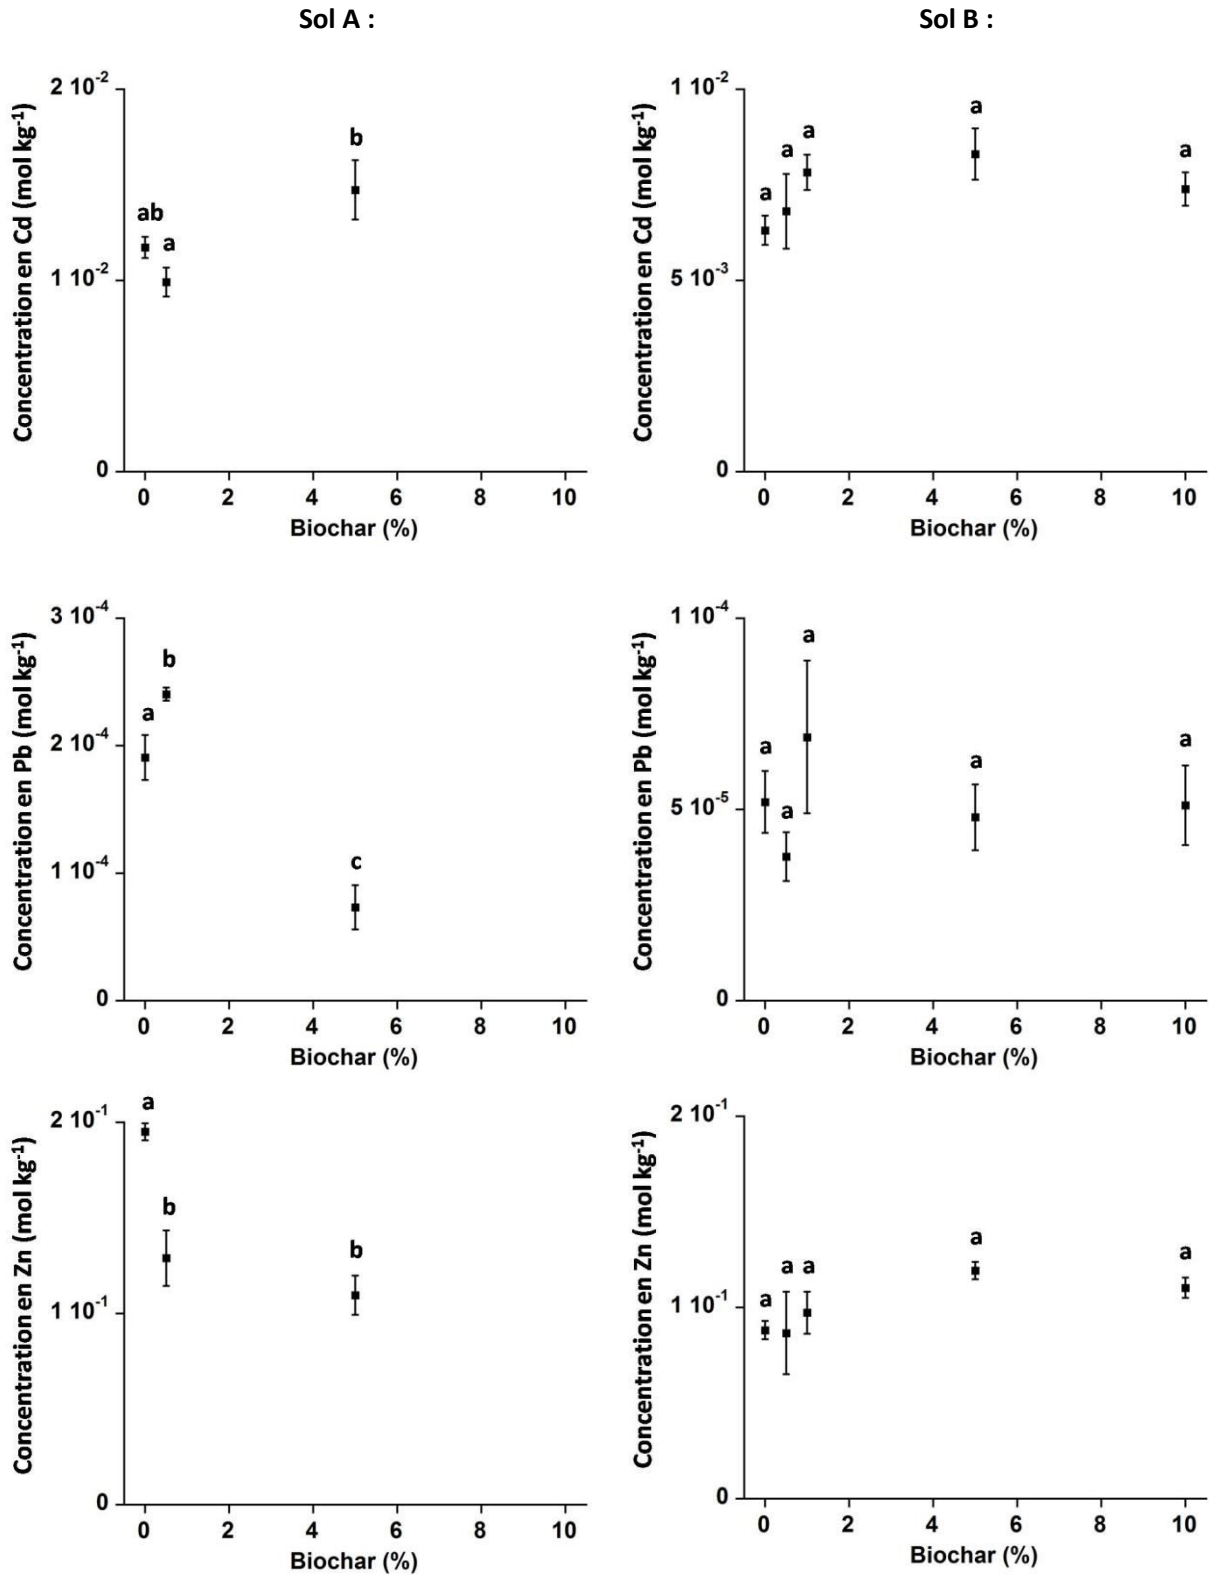 Sol A :
Sol B :
Concentration en Cd (mol kg⁻¹)
2 10⁻²
1 10⁻²
0
ab
a
b
0 2 4 6 8 10
Biochar (%)
Concentration en Cd (mol kg⁻¹)
1 10⁻²
5 10⁻³
0
a
a
a
a
a
0 2 4 6 8 10
Biochar (%)
Concentration en Pb (mol kg⁻¹)
3 10⁻⁴
2 10⁻⁴
1 10⁻⁴
0
a
b
c
0 2 4 6 8 10
Biochar (%)
Concentration en Pb (mol kg⁻¹)
1 10⁻⁴
5 10⁻⁵
0
a
a
a
a
a
0 2 4 6 8 10
Biochar (%)
Concentration en Zn (mol kg⁻¹)
2 10⁻¹
1 10⁻¹
0
a
b
b
0 2 4 6 8 10
Biochar (%)
Concentration en Zn (mol kg⁻¹)
2 10⁻¹
1 10⁻¹
0
a
a
a
a
a
0 2 4 6 8 10
Biochar (%)